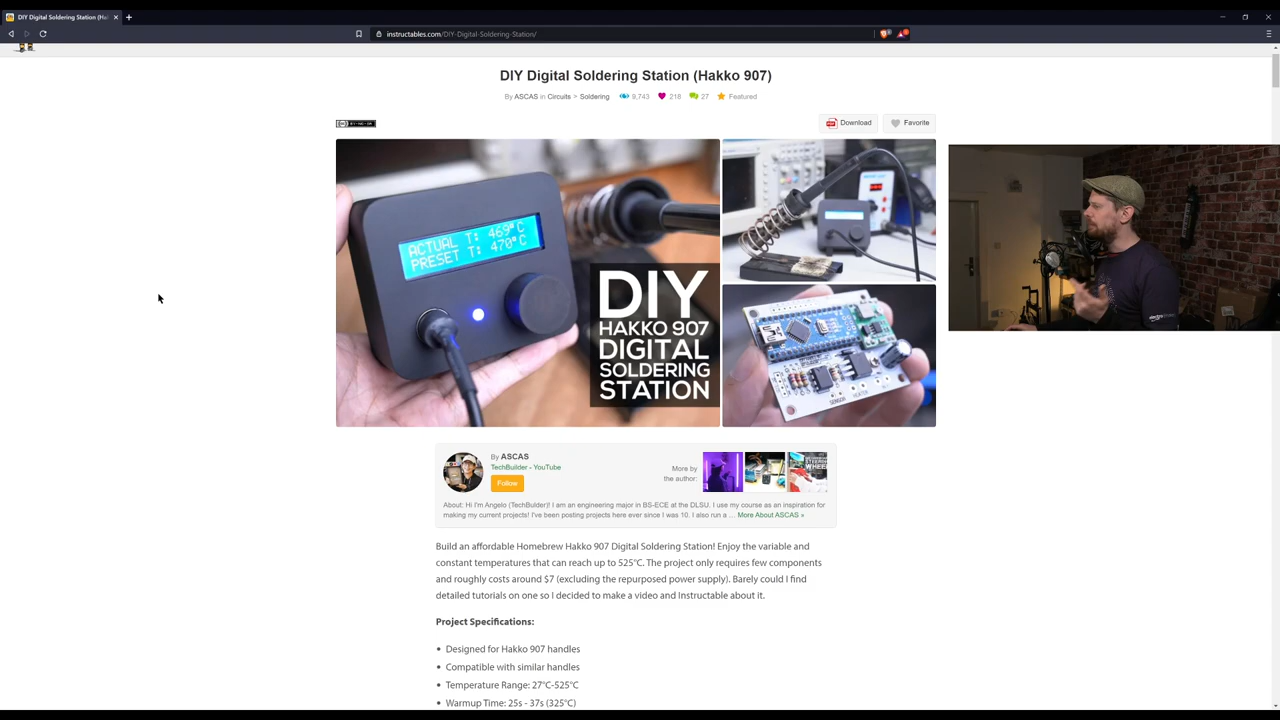 DIY Digital Soldering Station (Ha
instructables.com/DIY-Digital-Soldering-Station/
DIY Digital Soldering Station (Hakko 907)
By ASCAS in Circuits > Soldering 9,743 218 27 Featured
Download Favorite
ACTUAL T: 469°C
PRESET T: 470°C
DIY
HAKKO 907
DIGITAL
SOLDERING
STATION
SENSOR
HEATER
By ASCAS
TechBuilder - YouTube
Follow
More by
the author:
About: Hi I'm Angelo (TechBuilder)! I am an engineering major in BS-ECE at the DLSU. I use my course as an inspiration for
making my current projects! I've been posting projects here ever since I was 10. I also run a ... More About ASCAS »
Build an affordable Homebrew Hakko 907 Digital Soldering Station! Enjoy the variable and
constant temperatures that can reach up to 525°C. The project only requires few components
and roughly costs around $7 (excluding the repurposed power supply). Barely could I find
detailed tutorials on one so I decided to make a video and Instructable about it.
Project Specifications:
Designed for Hakko 907 handles
Compatible with similar handles
Temperature Range: 27°C-525°C
Warmup Time: 25s - 37s (325°C)